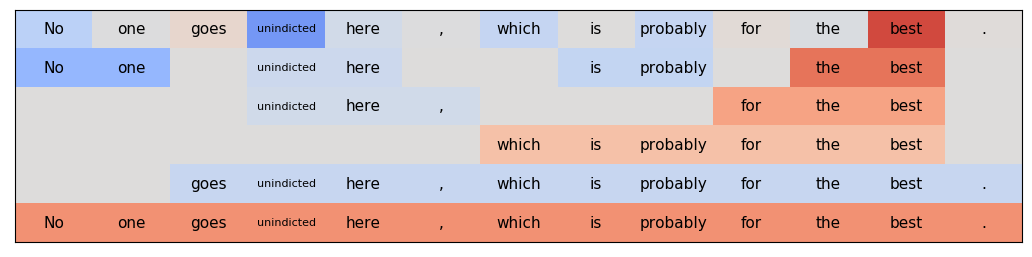 No one goes unindicted here , which is probably for the best .
No one unindicted here is probably the best
unindicted here , for the best
which is probably for the best
goes unindicted here , which is probably for the best .
No one goes unindicted here , which is probably for the best .